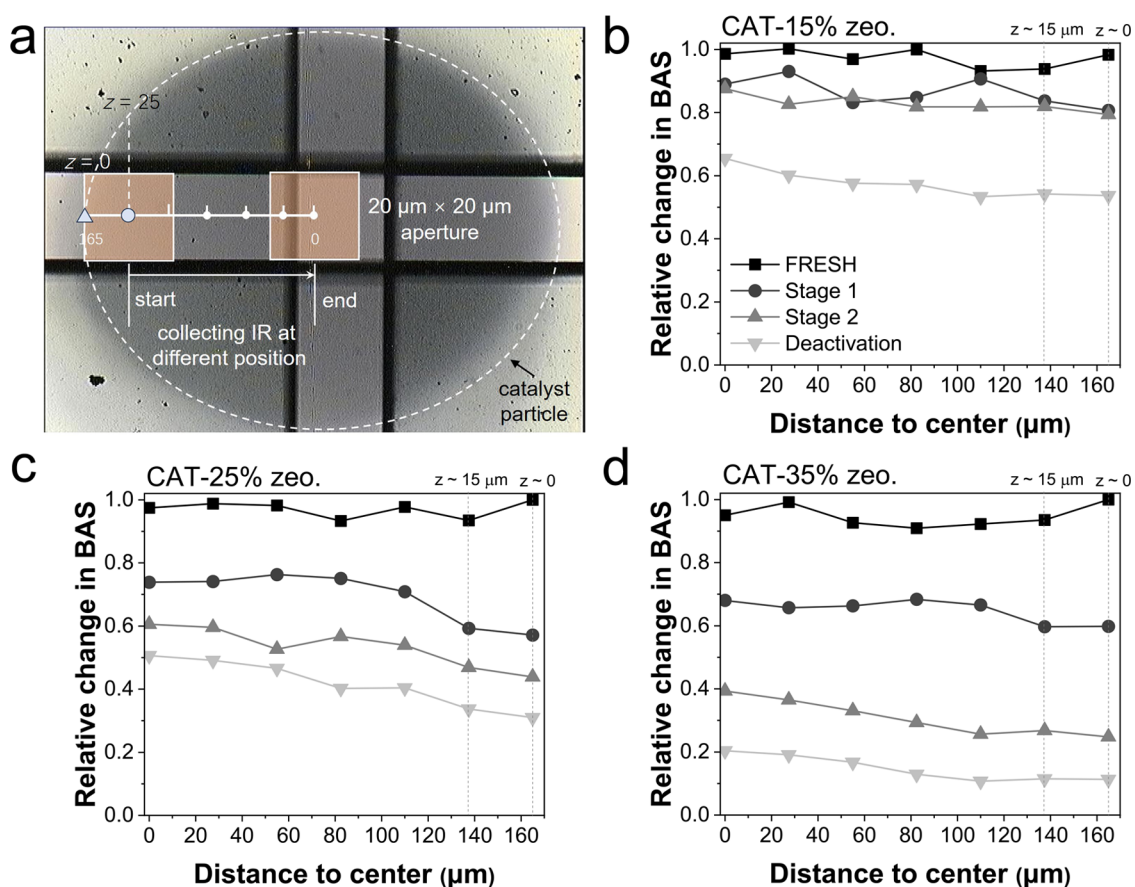 a
z = 25
z = 0
165
0
20 μm × 20 μm
aperture
start
end
collecting IR at
different position
catalyst
particle
b
CAT-15% zeo.
z ~ 15 μm
z ~ 0
Relative change in BAS
1.0
0.8
0.6
0.4
0.2
0.0
FRESH
Stage 1
Stage 2
Deactivation
0 20 40 60 80 100 120 140 160
Distance to center (μm)
c
CAT-25% zeo.
z ~ 15 μm
z ~ 0
Relative change in BAS
1.0
0.8
0.6
0.4
0.2
0.0
0 20 40 60 80 100 120 140 160
Distance to center (μm)
d
CAT-35% zeo.
z ~ 15 μm
z ~ 0
Relative change in BAS
1.0
0.8
0.6
0.4
0.2
0.0
0 20 40 60 80 100 120 140 160
Distance to center (μm)